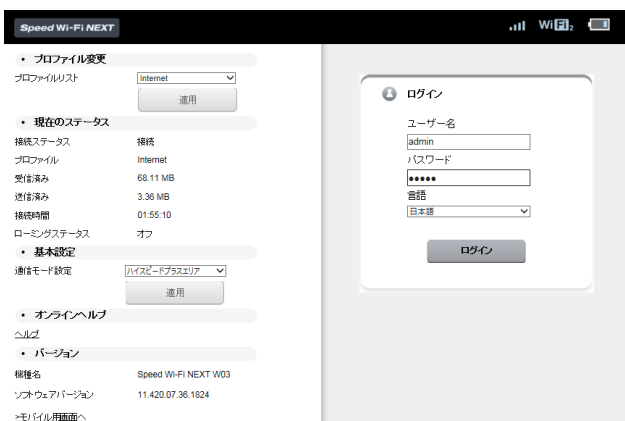 Speed Wi-Fi NEXT
WiFi 2
・ プロファイル変更
プロファイルリスト Internet
適用
・ 現在のステータス
接続ステータス 接続
プロファイル Internet
受信済み 68.11 MB
送信済み 3.36 MB
接続時間 01:55:10
ローミングステータス オフ
・ 基本設定
通信モード設定 ハイスピードプラスエリア
適用
・ オンラインヘルプ
ヘルプ
・ バージョン
機種名 Speed Wi-Fi NEXT W03
ソフトウェアバージョン 11.420.07.36.1824
>モバイル用画面へ
ログイン
ユーザー名
admin
パスワード
●●●●●
言語
日本語
ログイン